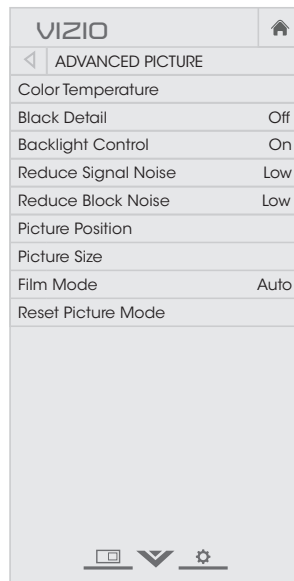 VIZIO
ADVANCED PICTURE
Color Temperature
Black Detail Off
Backlight Control On
Reduce Signal Noise Low
Reduce Block Noise Low
Picture Position
Picture Size
Film Mode Auto
Reset Picture Mode